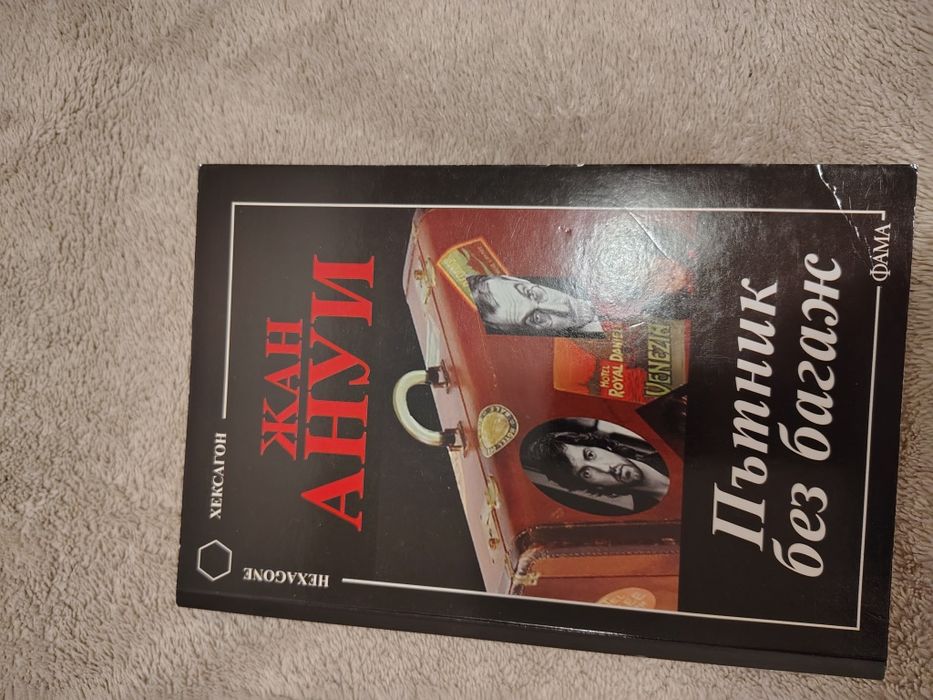 ХЕКСАГОН
HEXAGONE
ЖАН
АНУИ
HOTEL
ROYAL DANIELI
VENEZIA
Пътник
без багаж
ФАМА